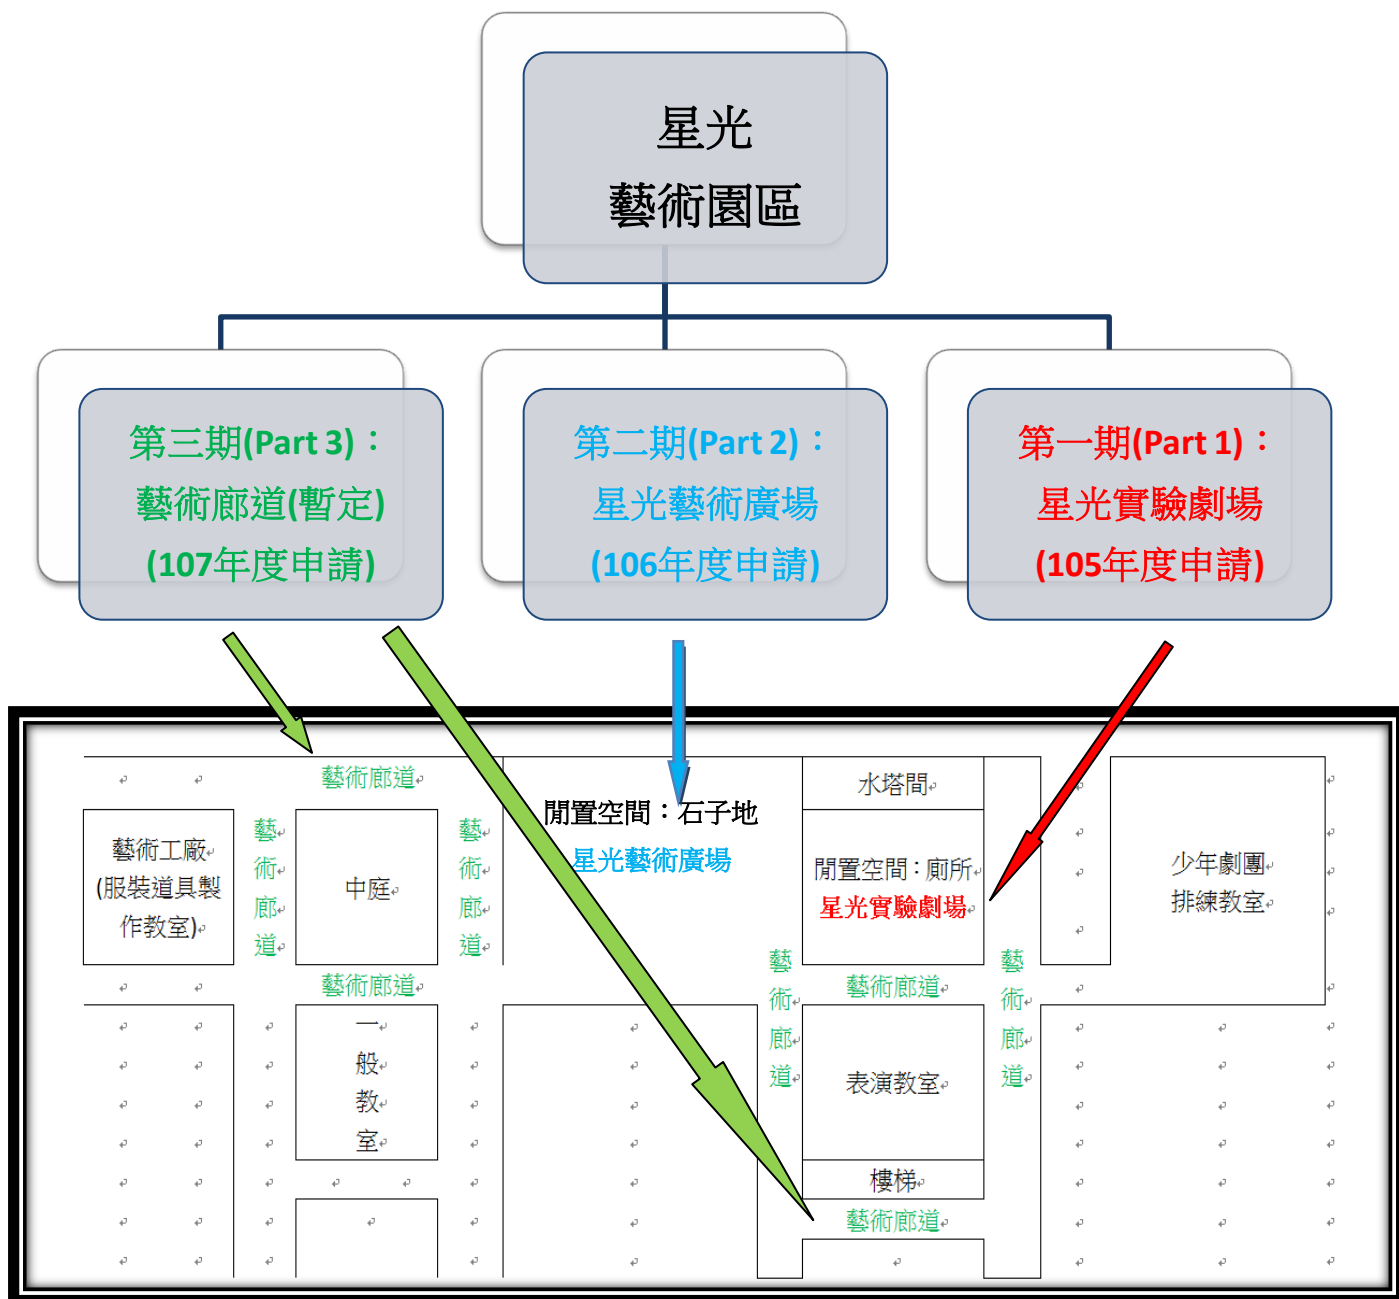 星光
藝術園區
第三期(Part 3)：
藝術廊道(暫定)
(107年度申請)
第二期(Part 2)：
星光藝術廣場
(106年度申請)
第一期(Part 1)：
星光實驗劇場
(105年度申請)
藝術廊道
水塔間
閒置空間：石子地
星光藝術廣場
藝術工廠
(服裝道具製
作教室)
藝
術
廊
道
中庭
藝
術
廊
道
閒置空間：廁所
星光實驗劇場
少年劇團
排練教室
藝術廊道
藝
術
廊
道
藝術廊道
藝
術
廊
道
一
般
教
室
表演教室
樓梯
藝術廊道